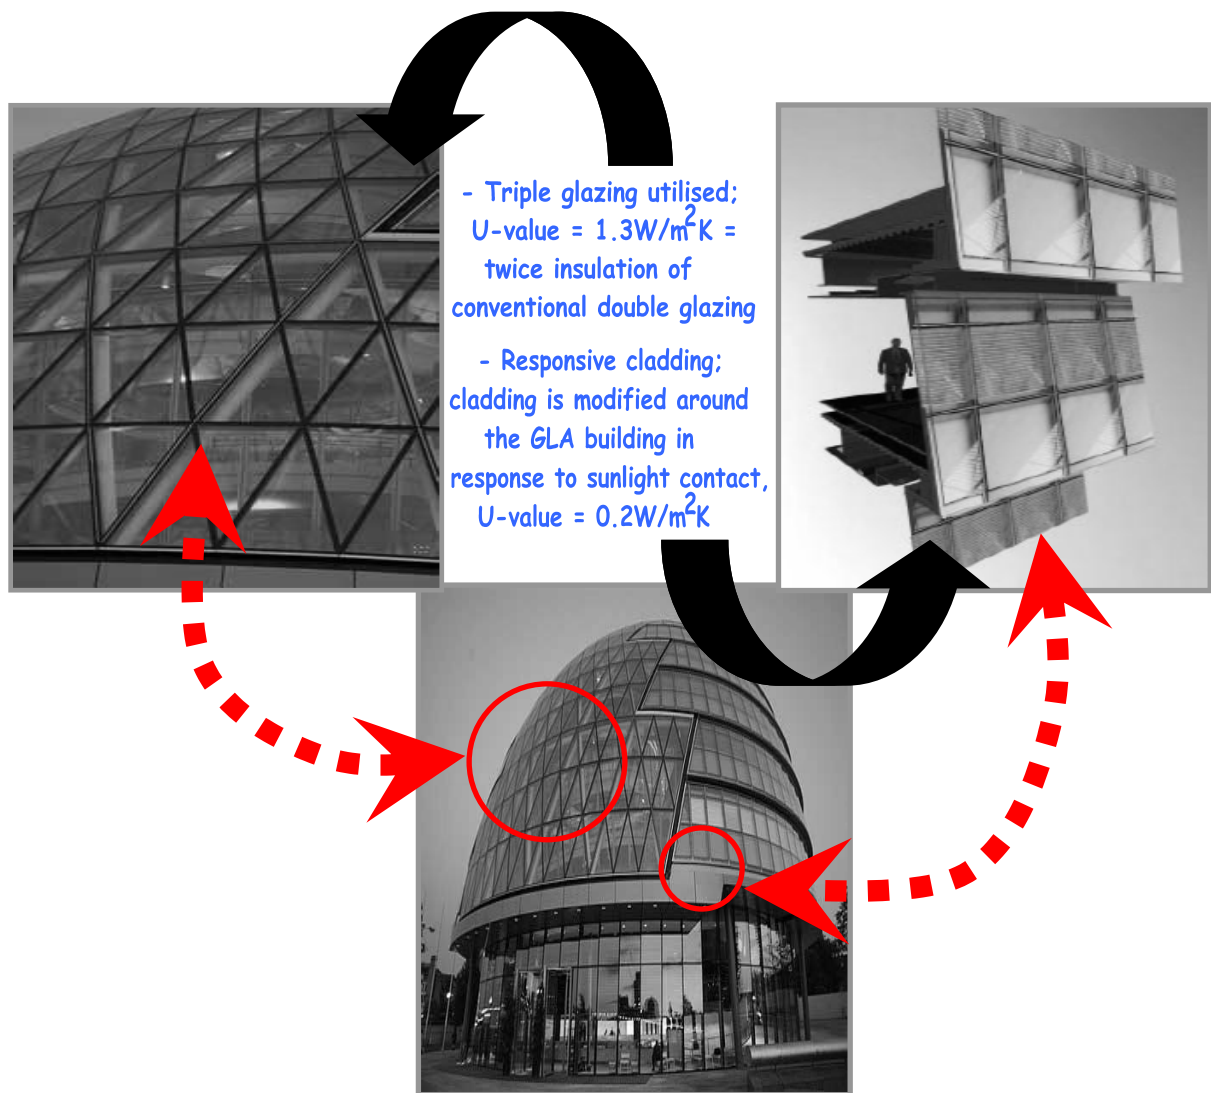 - Triple glazing utilised;
U-value = 1.3W/m²K =
twice insulation of
conventional double glazing
- Responsive cladding;
cladding is modified around
the GLA building in
response to sunlight contact,
U-value = 0.2W/m²K